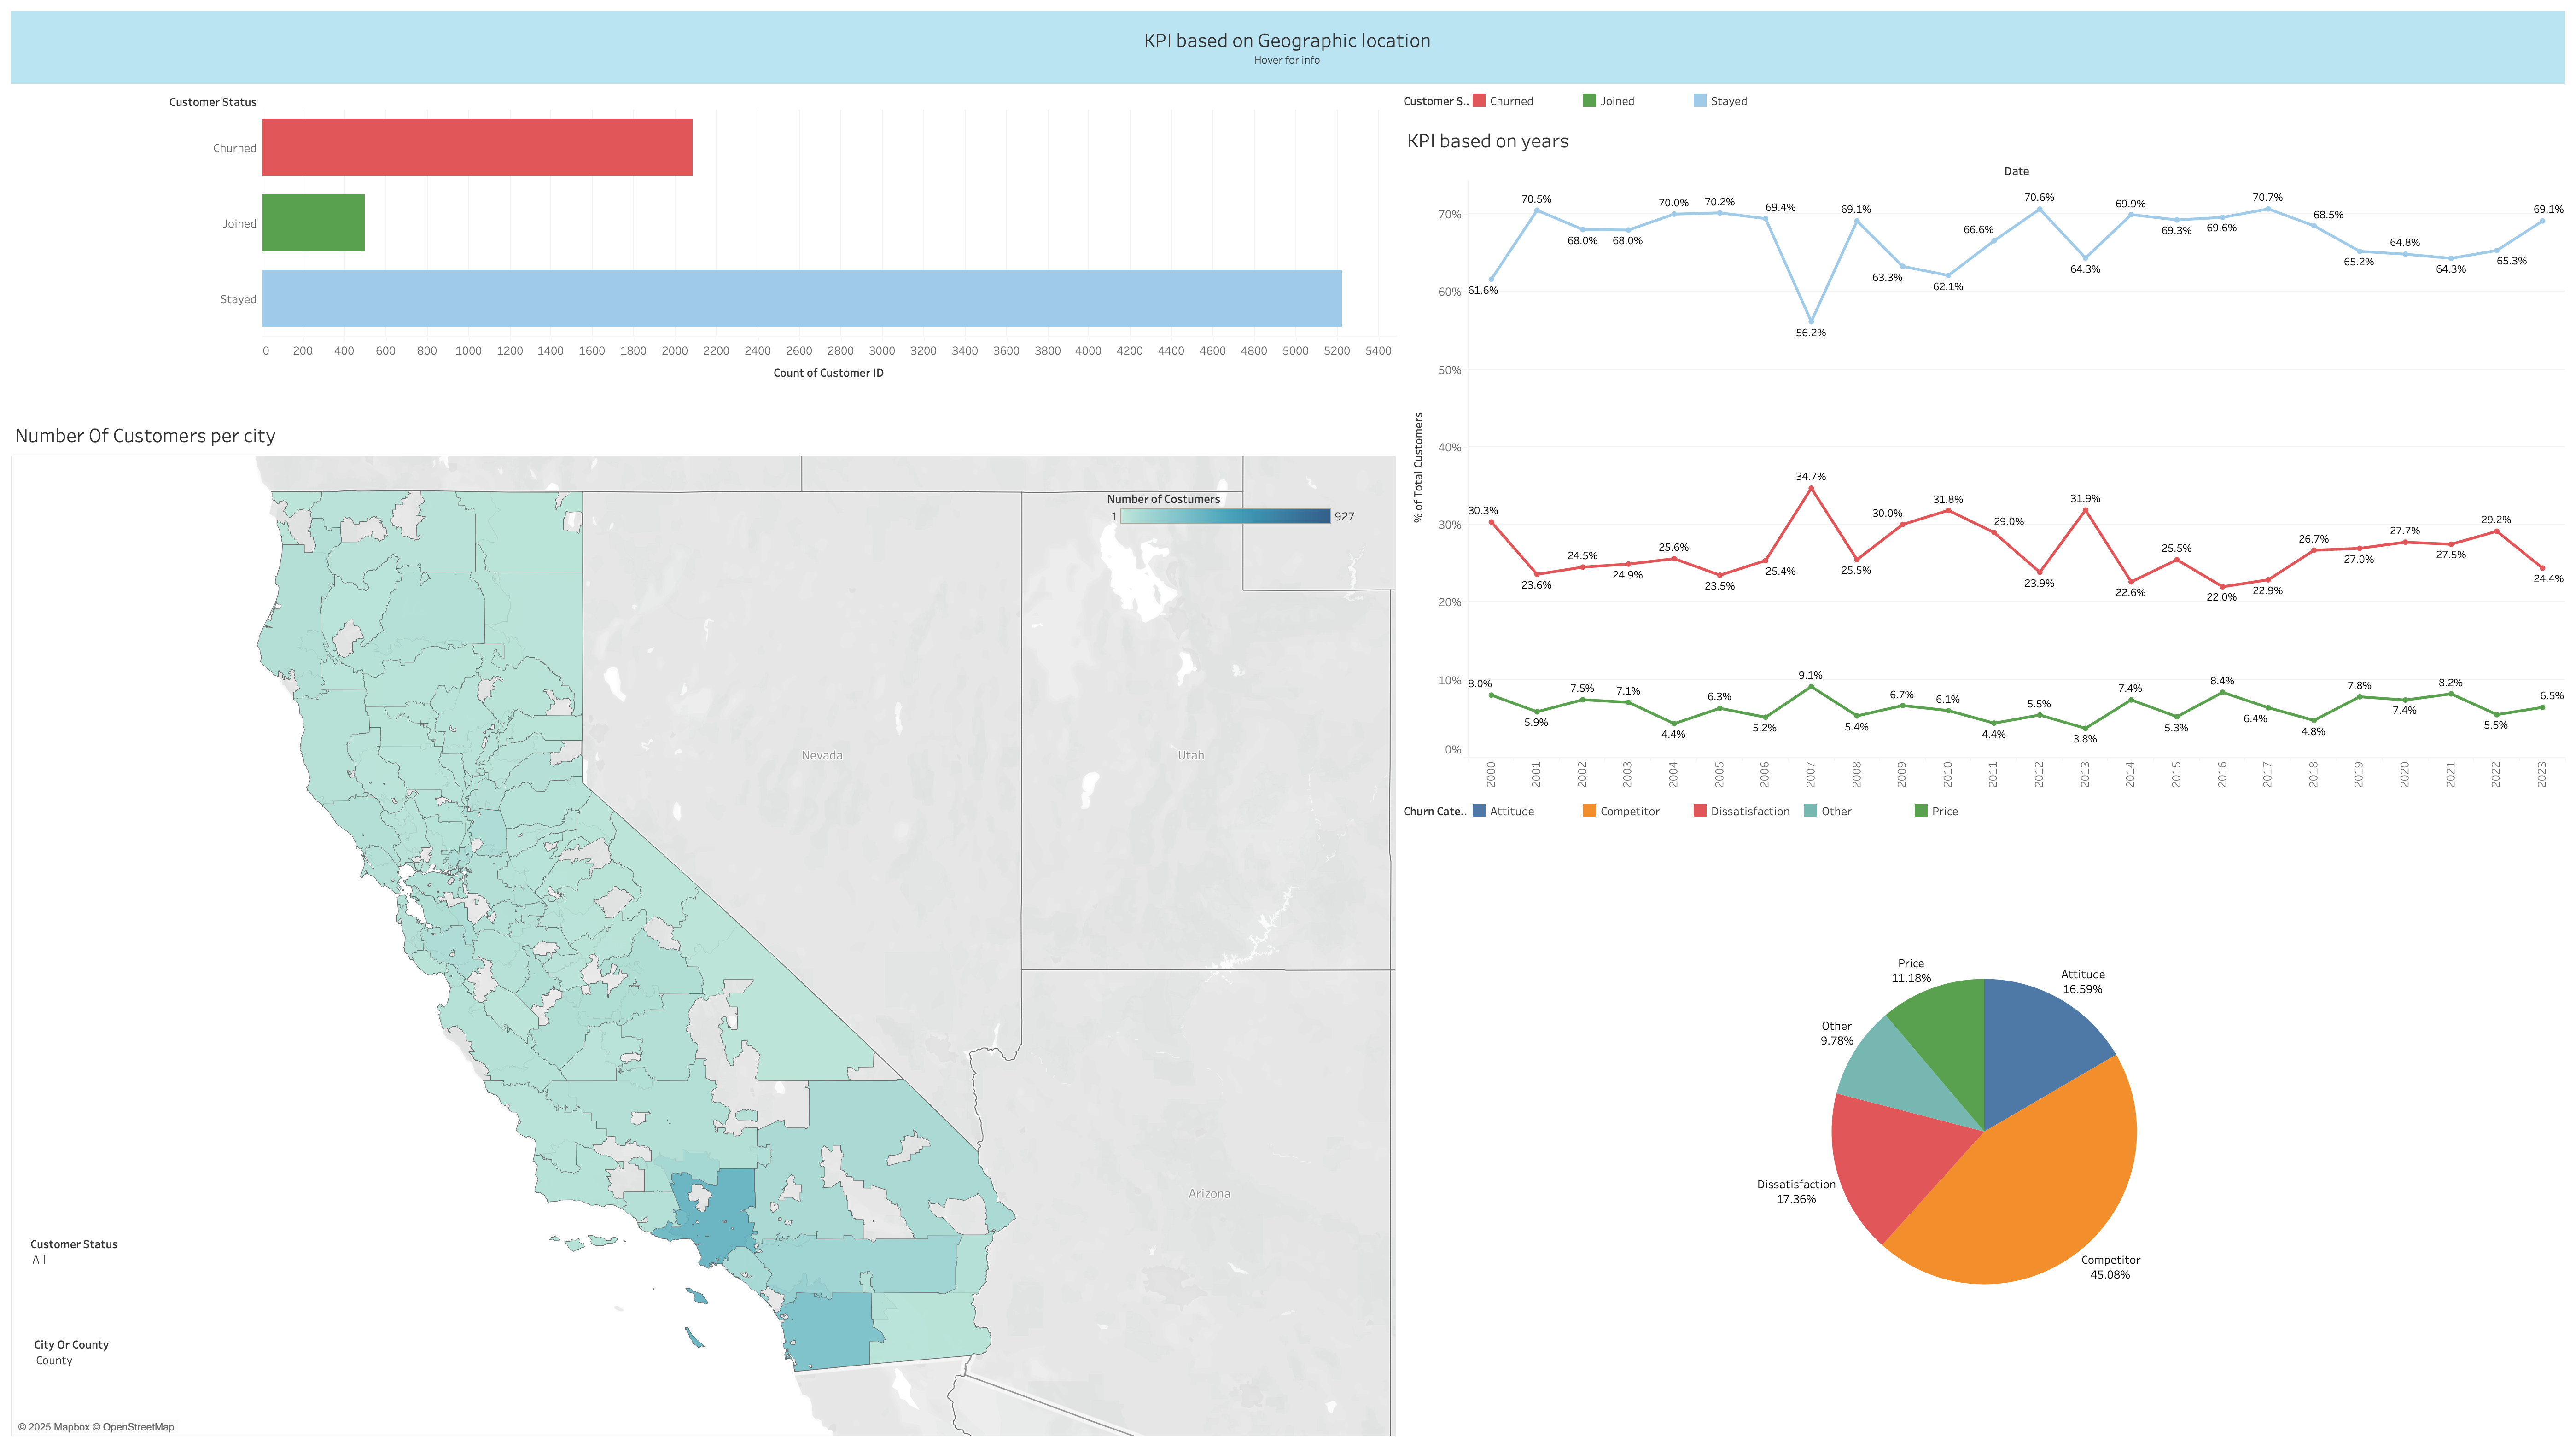 KPI based on Geographic location
Hover for info
Customer Status
Churned
Joined
Stayed
0 200 400 600 800 1000 1200 1400 1600 1800 2000 2200 2400 2600 2800 3000 3200 3400 3600 3800 4000 4200 4400 4600 4800 5000 5200 5400
Count of Customer ID
Number Of Customers per city
Number of Costumers
1 927
Nevada
Utah
Arizona
Customer Status
All
City Or County
County
© 2025 Mapbox © OpenStreetMap
Customer S.. Churned Joined Stayed
KPI based on years
Date
% of Total Customers
70%
60%
50%
40%
30%
20%
10%
0%
61.6% 70.5% 68.0% 68.0% 70.0% 70.2% 69.4% 56.2% 69.1% 63.3% 62.1% 66.6% 70.6% 64.3% 69.9% 69.3% 69.6% 70.7% 68.5% 65.2% 64.8% 64.3% 65.3% 69.1%
30.3% 23.6% 24.5% 24.9% 25.6% 23.5% 25.4% 34.7% 25.5% 30.0% 31.8% 29.0% 23.9% 31.9% 22.6% 25.5% 22.0% 22.9% 26.7% 27.0% 27.7% 27.5% 29.2% 24.4%
8.0% 5.9% 7.5% 7.1% 4.4% 6.3% 5.2% 9.1% 5.4% 6.7% 6.1% 4.4% 5.5% 3.8% 7.4% 5.3% 8.4% 6.4% 4.8% 7.8% 7.4% 8.2% 5.5% 6.5%
2000 2001 2002 2003 2004 2005 2006 2007 2008 2009 2010 2011 2012 2013 2014 2015 2016 2017 2018 2019 2020 2021 2022 2023
Churn Cate.. Attitude Competitor Dissatisfaction Other Price
Price
11.18%
Attitude
16.59%
Other
9.78%
Dissatisfaction
17.36%
Competitor
45.08%